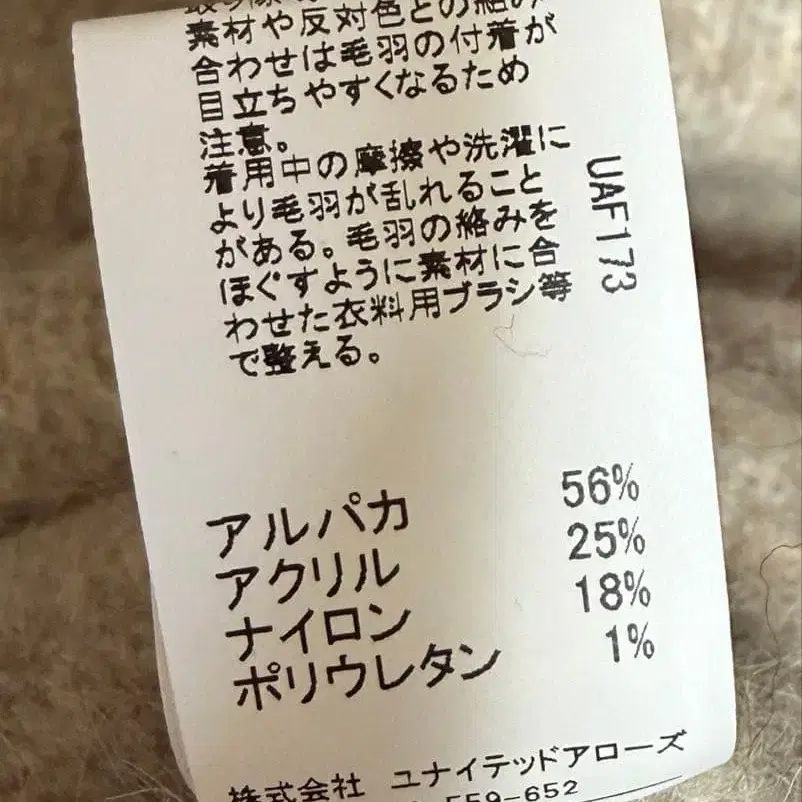 素材や反対色との絡み
合わせは毛羽の付着が
目立ちやすくなるため
注意。
着用中の摩擦や洗濯に
より毛羽が乱れること
がある。毛羽の絡みを
ほぐすように素材に合
わせた衣料用ブラシ等
で整える。
UAF173
アルパカ 56%
アクリル 25%
ナイロン 18%
ポリウレタン 1%
株式会社 ユナイテッドアローズ
559-652